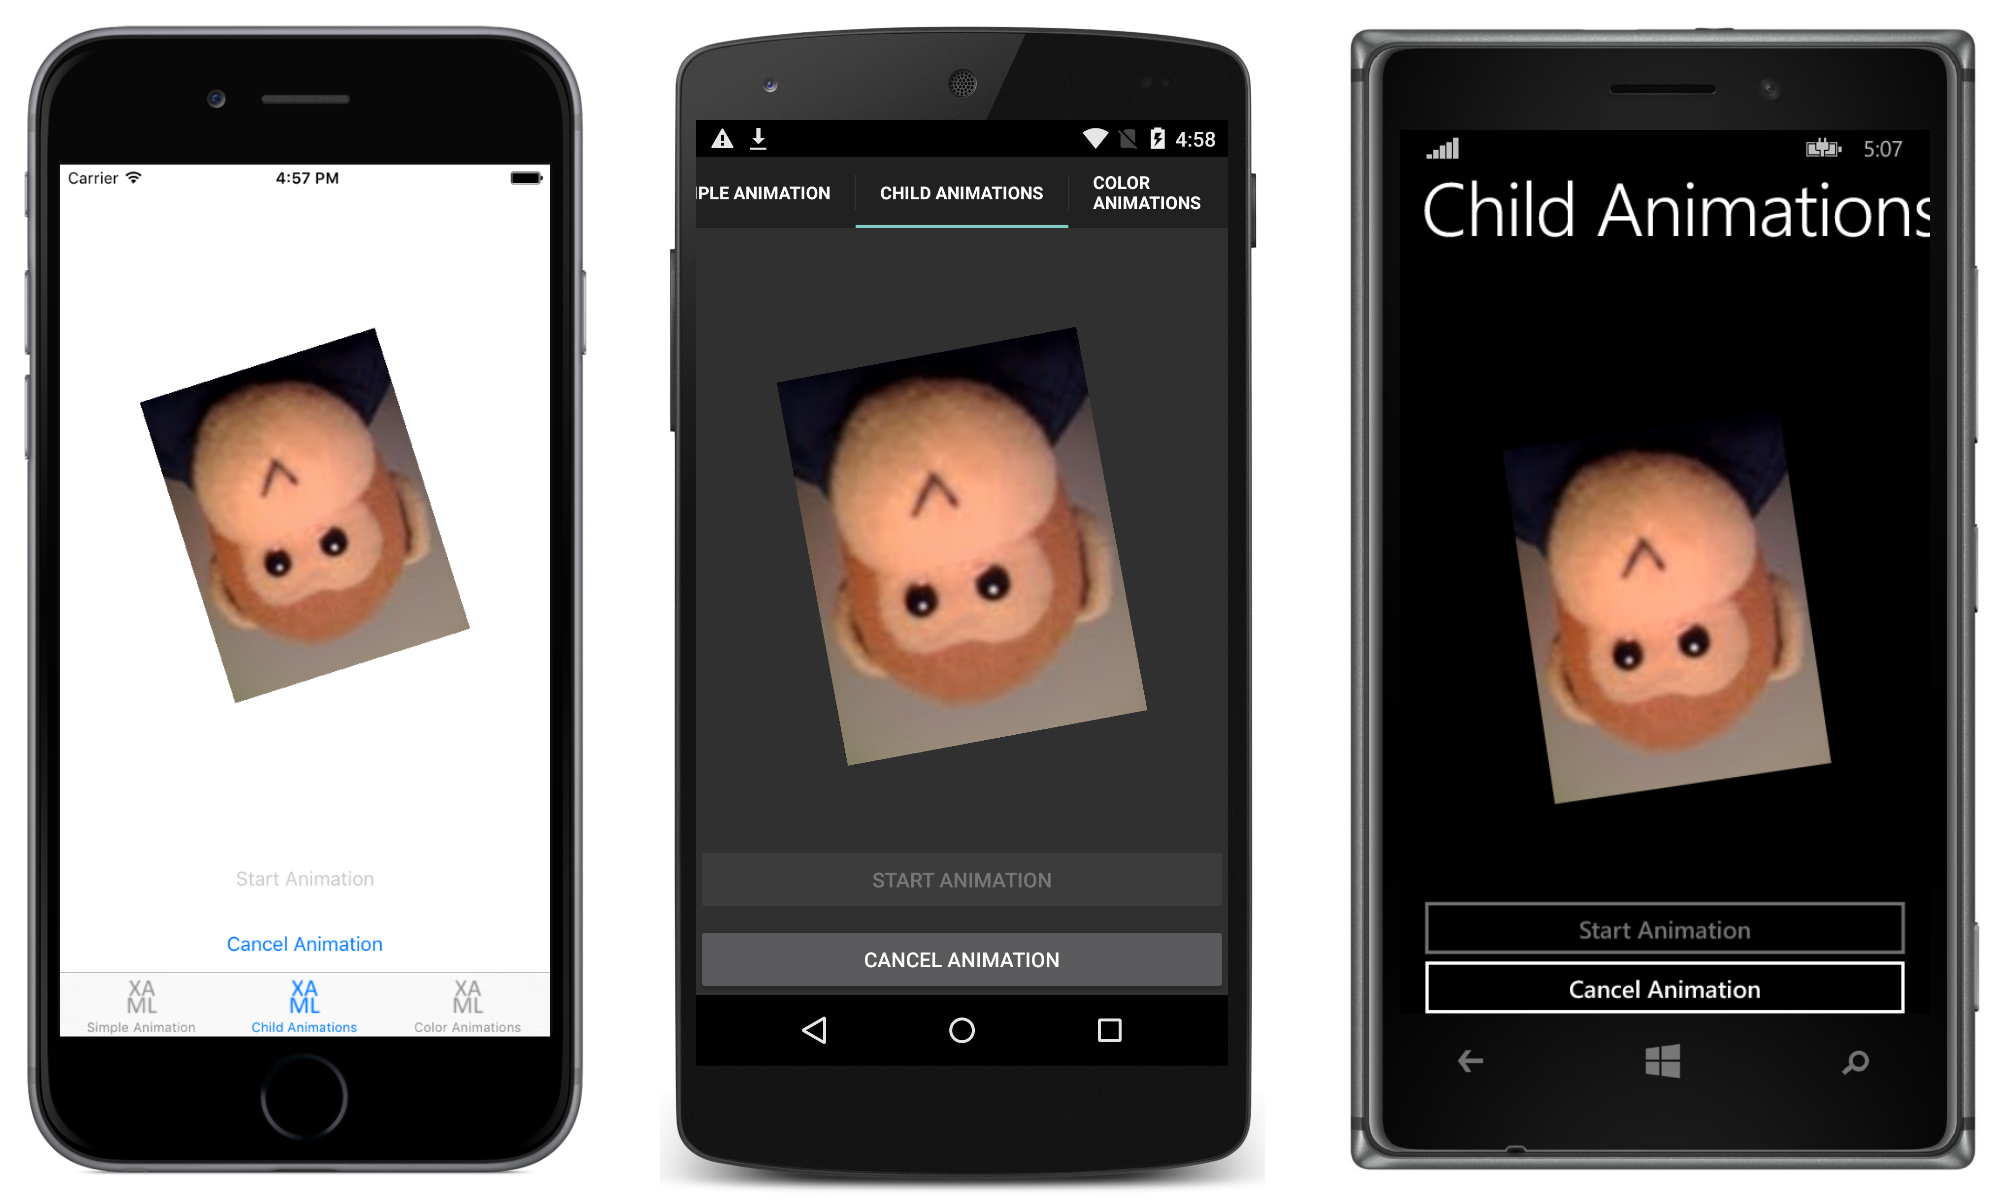 Carrier
4:57 PM
Start Animation
Cancel Animation
XA
ML
Simple Animation
XA
ML
Child Animations
XA
ML
Color Animations
4:58
IPLE ANIMATION
CHILD ANIMATIONS
COLOR
ANIMATIONS
START ANIMATION
CANCEL ANIMATION
5:07
Child Animations
Start Animation
Cancel Animation